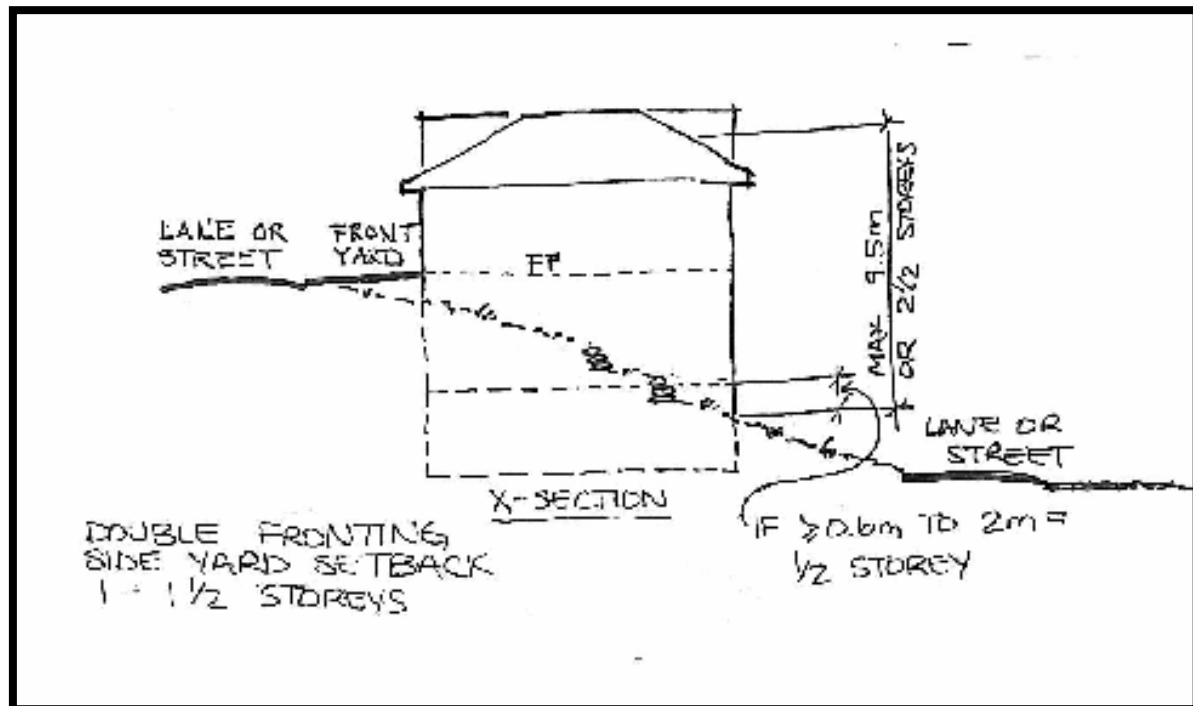 LANE OR
STREET
FRONT
YARD
MAX 9.5m
OR 2 1/2 STOREYS
LANE OR
STREET
X-SECTION
DOUBLE FRONTING
SIDE YARD SETBACK
1 - 1 1/2 STOREYS
IF ≥0.6m TO 2m =
1/2 STOREY